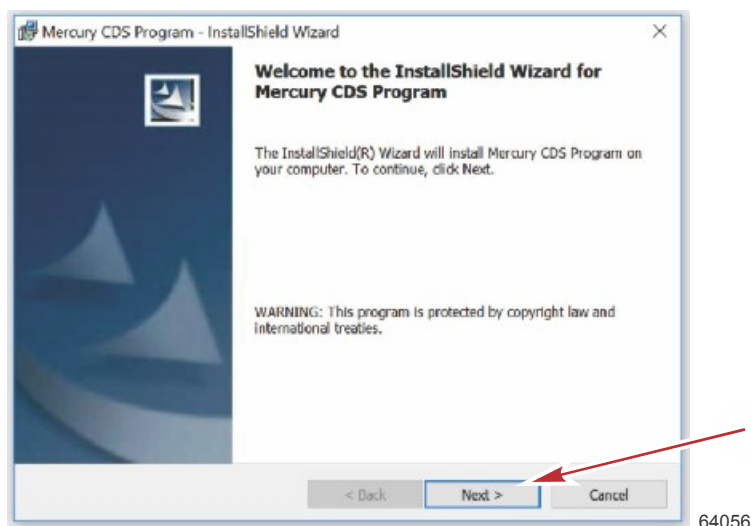 Mercury CDS Program - InstallShield Wizard
Welcome to the InstallShield Wizard for
Mercury CDS Program
The InstallShield(R) Wizard will install Mercury CDS Program on
your computer. To continue, click Next.
WARNING: This program is protected by copyright law and
international treaties.
< Back
Next >
Cancel
64056